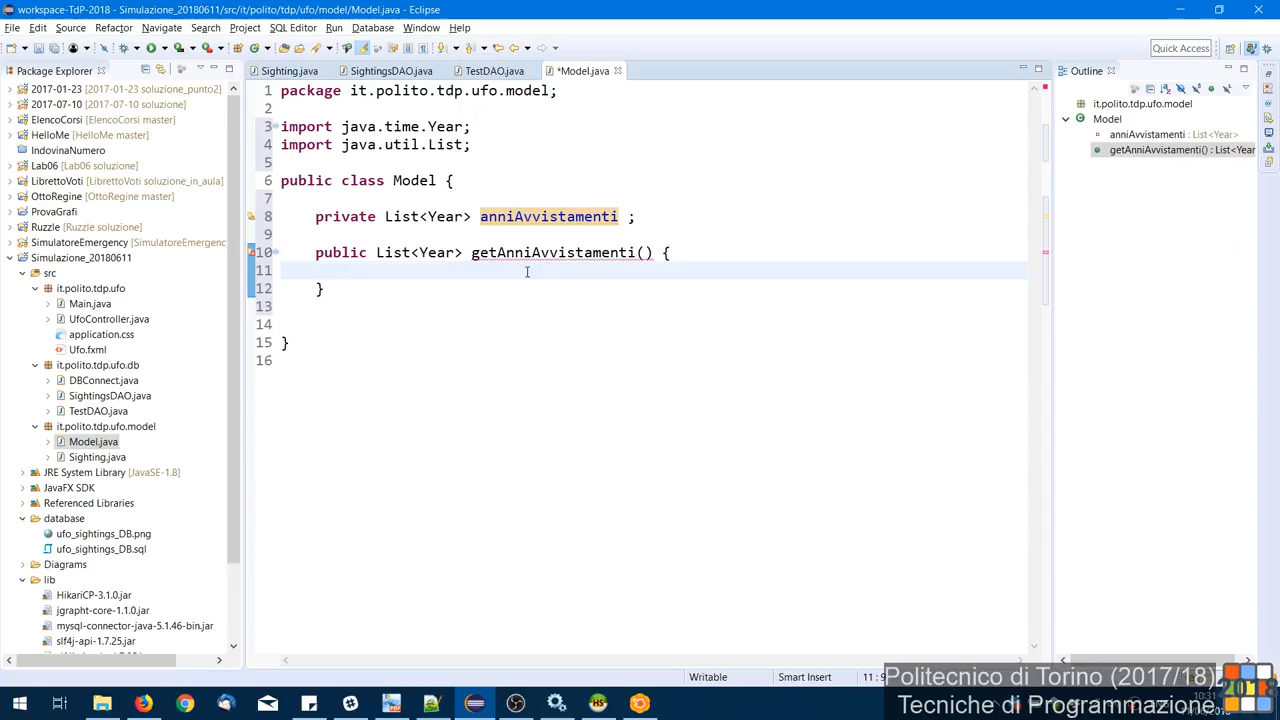 workspace-TdP-2018 - Simulazione_20180611/src/it/polito/tdp/ufo/model/Model.java - Eclipse
File Edit Source Refactor Navigate Search Project SQL Editor Run Database Window Help
Quick Access
Package Explorer
Sighting.java
SightingsDAO.java
TestDAO.java
*Model.java
Outline
2017-01-23 [2017-01-23 soluzione_punto2]
2017-07-10 [2017-07-10 soluzione]
ElencoCorsi [ElencoCorsi master]
HelloMe [HelloMe master]
IndovinaNumero
Lab06 [Lab06 soluzione]
LibrettoVoti [LibrettoVoti soluzione_in_aula]
OttoRegine [OttoRegine master]
ProvaGrafi
Ruzzle [Ruzzle soluzione]
SimulatoreEmergency [SimulatoreEmergenc
Simulazione_20180611
src
it.polito.tdp.ufo
Main.java
UfoController.java
application.css
Ufo.fxml
it.polito.tdp.ufo.db
DBConnect.java
SightingsDAO.java
TestDAO.java
it.polito.tdp.ufo.model
Model.java
Sighting.java
JRE System Library [JavaSE-1.8]
JavaFX SDK
Referenced Libraries
database
ufo_sightings_DB.png
ufo_sightings_DB.sql
Diagrams
lib
HikariCP-3.1.0.jar
jgrapht-core-1.1.0.jar
mysql-connector-java-5.1.46-bin.jar
slf4j-api-1.7.25.jar
1 package it.polito.tdp.ufo.model;
2
3 import java.time.Year;
4 import java.util.List;
5
6 public class Model {
7
8 private List<Year> anniAvvistamenti ;
9
10 public List<Year> getAnniAvvistamenti() {
11
12 }
13
14
15 }
16
it.polito.tdp.ufo.model
Model
anniAvvistamenti : List<Year>
getAnniAvvistamenti() : List<Year
Writable
Smart Insert
Politecnico di Torino (2017/18)
Tecniche di Programmazione
2018